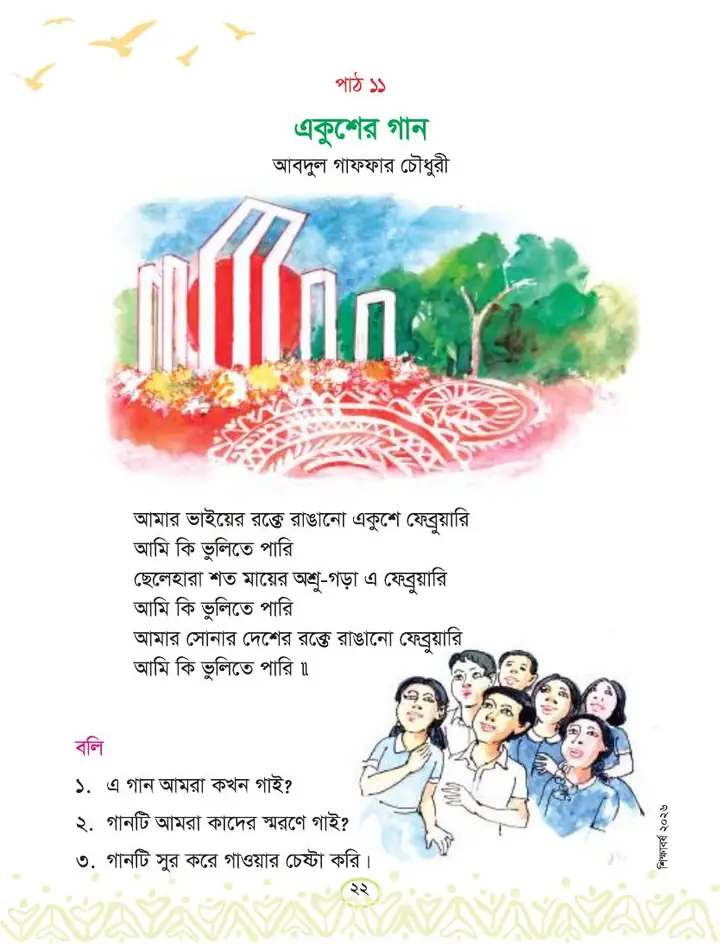 পাঠ ১১
একুশের গান
আবদুল গাফফার চৌধুরী
আমার ভাইয়ের রক্তে রাঙানো একুশে ফেব্রুয়ারি
আমি কি ভুলিতে পারি
ছেলেহারা শত মায়ের অশ্রু-গড়া এ ফেব্রুয়ারি
আমি কি ভুলিতে পারি
আমার সোনার দেশের রক্তে রাঙানো ফেব্রুয়ারি
আমি কি ভুলিতে পারি ॥
বলি
১. এ গান আমরা কখন গাই?
২. গানটি আমরা কাদের স্মরণে গাই?
৩. গানটি সুর করে গাওয়ার চেষ্টা করি।
শিক্ষাবর্ষ ২০২৬
২২